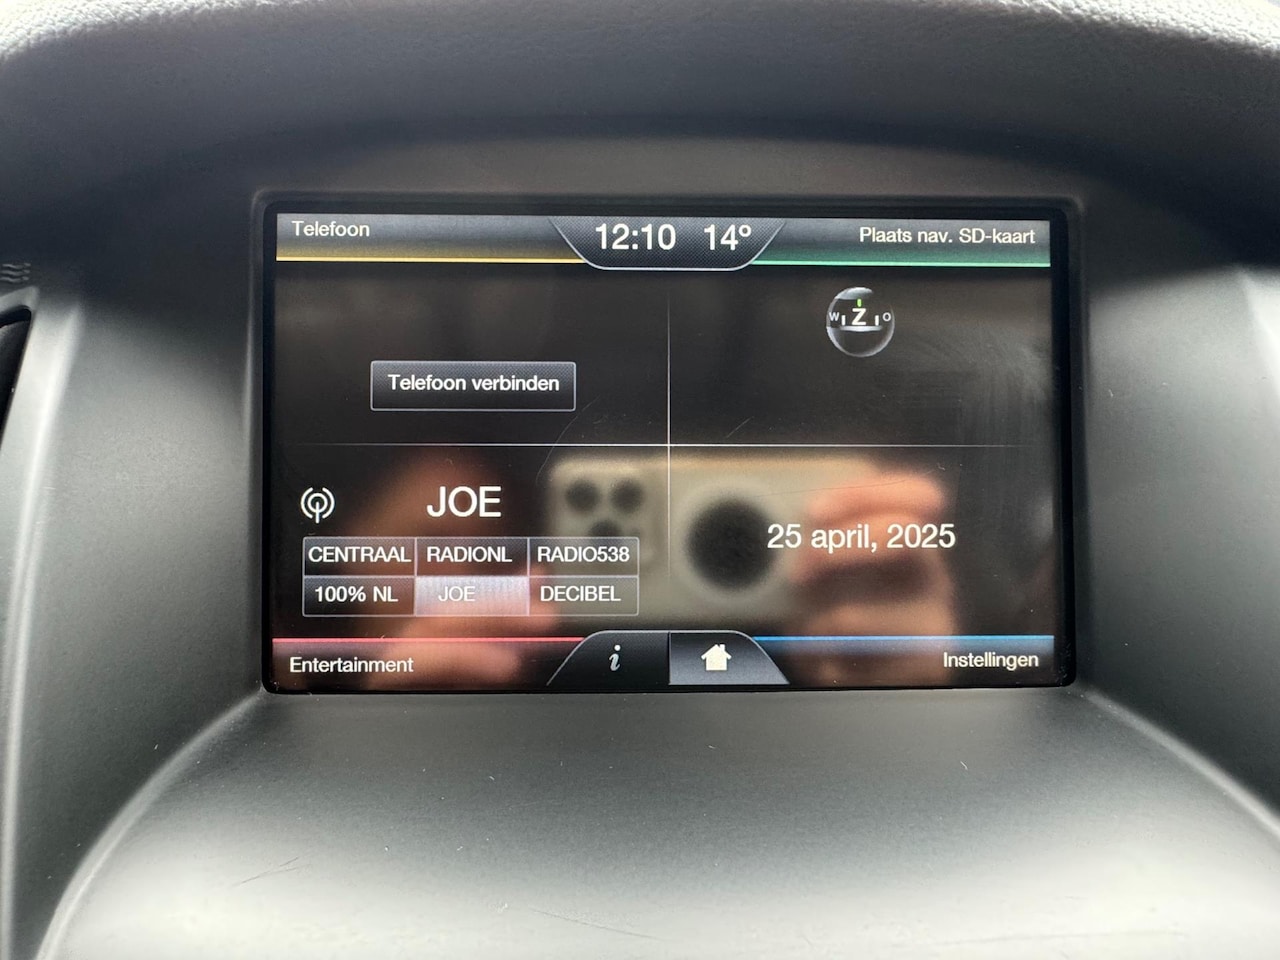 Telefoon
12:10 14°
Plaats nav. SD-kaart
W Z O
Telefoon verbinden
JOE
CENTRAAL RADIONL RADIO538
100% NL JOE DECIBEL
25 april, 2025
Entertainment
i
Instellingen